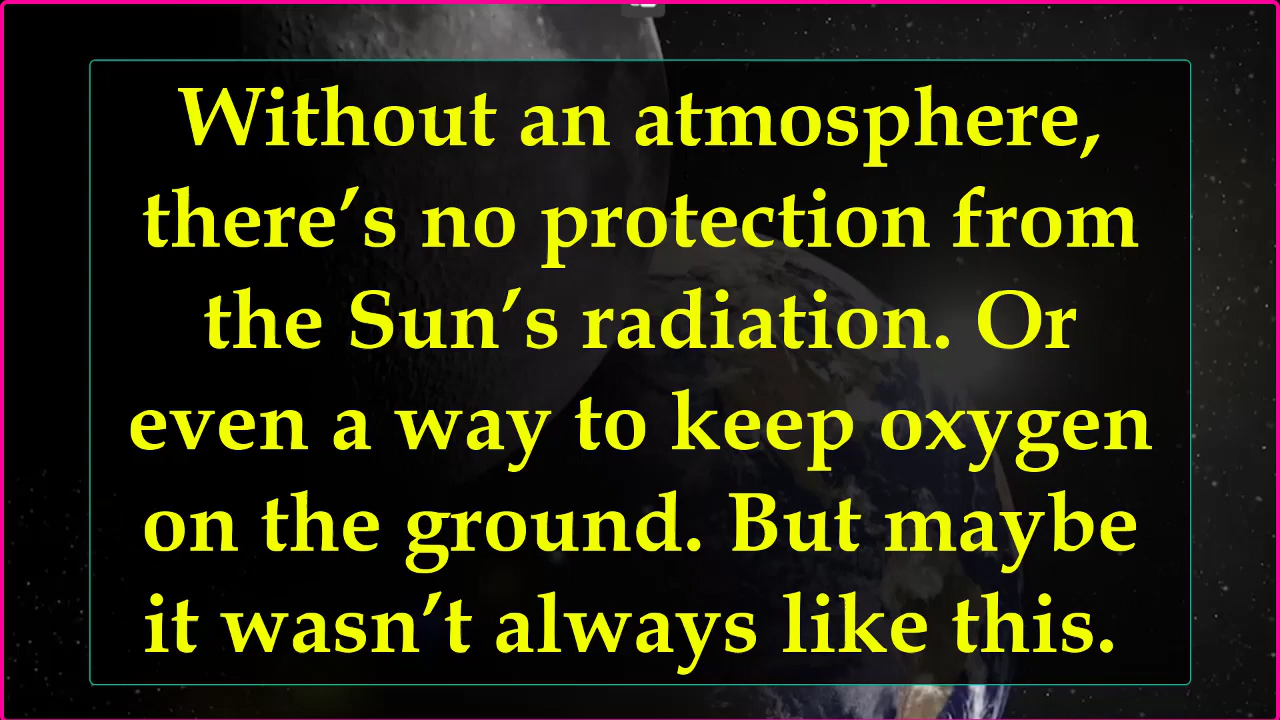 Without an atmosphere,
there’s no protection from
the Sun’s radiation. Or
even a way to keep oxygen
on the ground. But maybe
it wasn’t always like this.